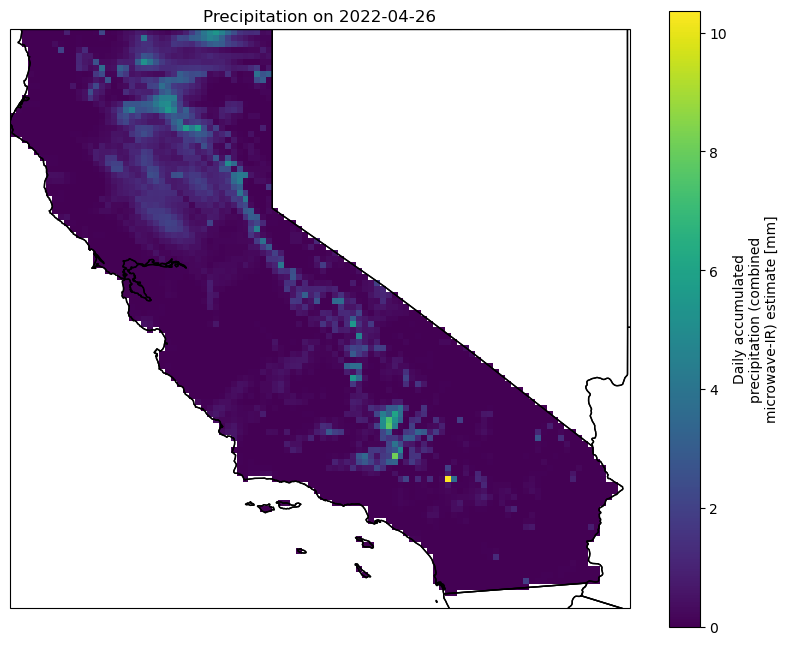 Precipitation on 2022-04-26
10
8
6
4
2
0
Daily accumulated
precipitation (combined
microwave-IR) estimate [mm]